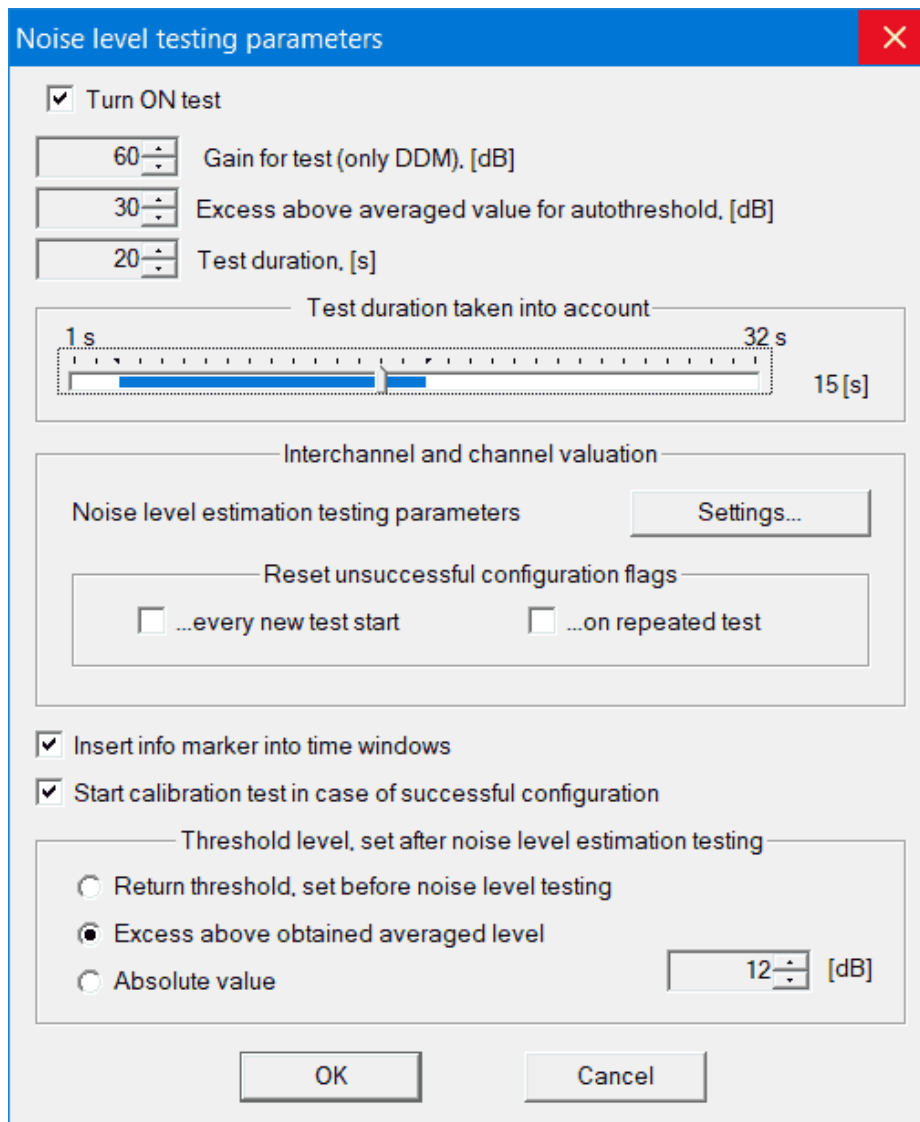 Noise level testing parameters
Turn ON test
60 Gain for test (only DDM), [dB]
30 Excess above averaged value for autothreshold, [dB]
20 Test duration, [s]
Test duration taken into account
1 s 32 s
15 [s]
Interchannel and channel valuation
Noise level estimation testing parameters Settings...
Reset unsuccessful configuration flags
...every new test start ...on repeated test
Insert info marker into time windows
Start calibration test in case of successful configuration
Threshold level, set after noise level estimation testing
Return threshold, set before noise level testing
Excess above obtained averaged level
Absolute value 12 [dB]
OK Cancel